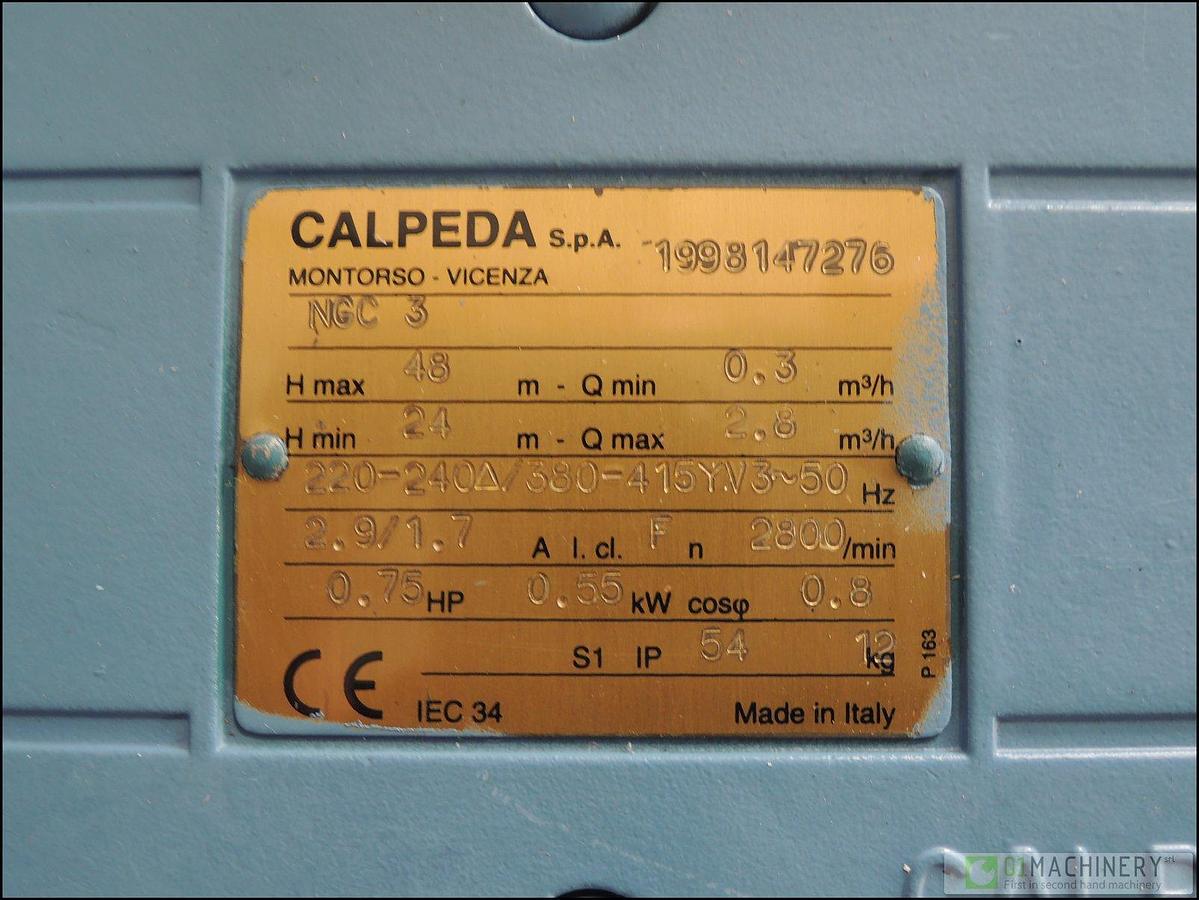 CALPEDA S.p.A. 1998147276
MONTORSO - VICENZA
NGC 3
H max 48 m - Q min 0.3 m³/h
H min 24 m - Q max 2.8 m³/h
220-240Δ/380-415Y.V3~50 Hz
2.9/1.7 A I. cl. F n 2800/min
0.75 HP 0.55 kW cosφ 0.8
S1 IP 54 12 kg
P 163
CE IEC 34 Made in Italy
01MACHINERY srl
First in second hand machinery